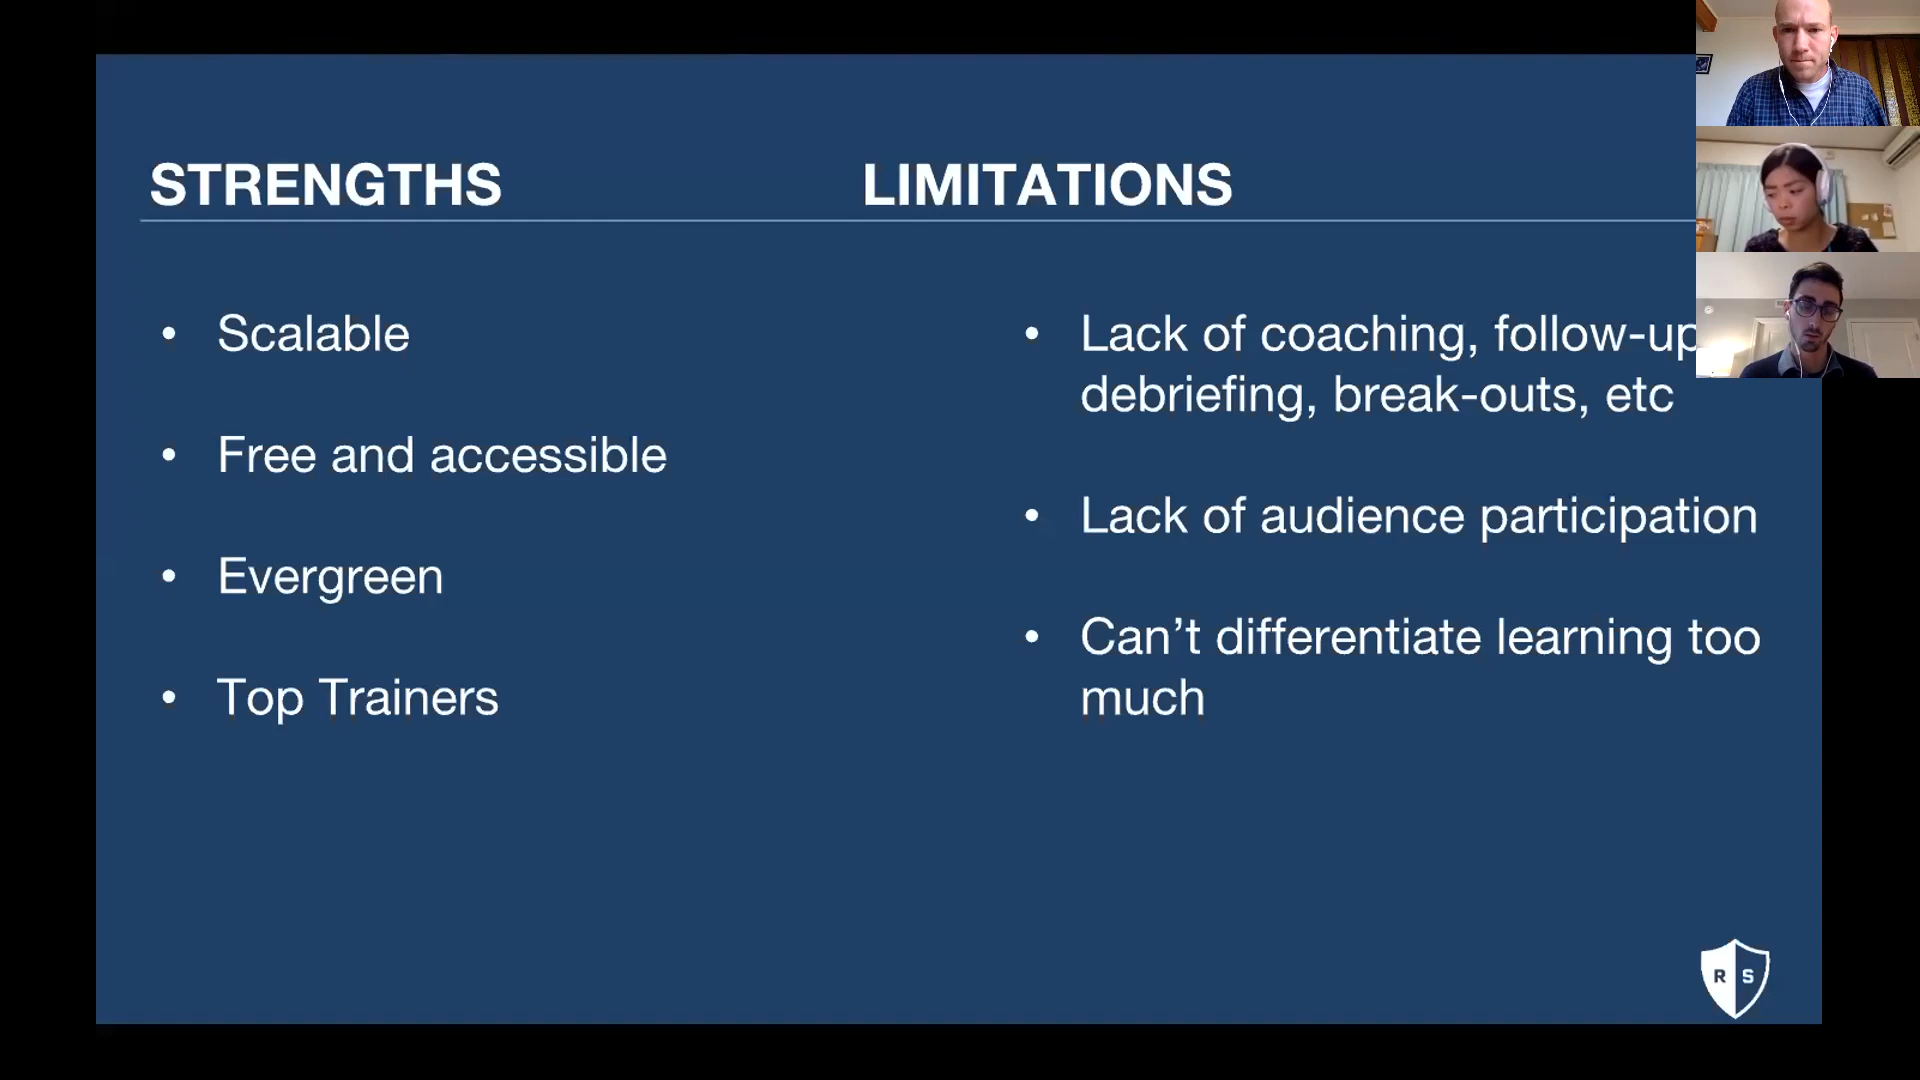 STRENGTHS
LIMITATIONS
• Scalable
• Free and accessible
• Evergreen
• Top Trainers
• Lack of coaching, follow-up
debriefing, break-outs, etc
• Lack of audience participation
• Can’t differentiate learning too
much
R S